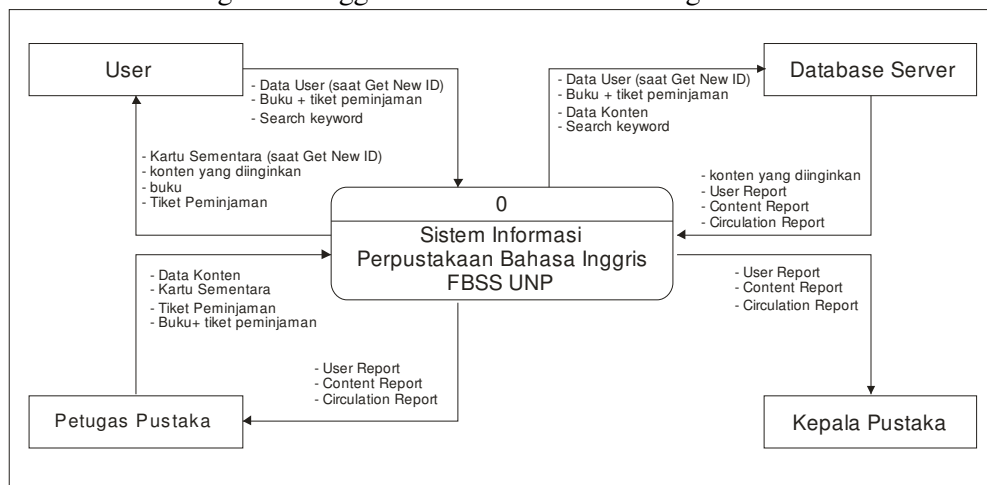 User
- Data User (saat Get New ID)
- Buku + tiket peminjaman
- Search keyword
- Data User (saat Get New ID)
- Buku + tiket peminjaman
- Data Konten
- Search keyword
Database Server
- Kartu Sementara (saat Get New ID)
- konten yang diinginkan
- buku
- Tiket Peminjaman
- konten yang diinginkan
- User Report
- Content Report
- Circulation Report
0
Sistem Informasi
Perpustakaan Bahasa Inggris
FBSS UNP
- Data Konten
- Kartu Sementara
- Tiket Peminjaman
- Buku+ tiket peminjaman
- User Report
- Content Report
- Circulation Report
- User Report
- Content Report
- Circulation Report
Petugas Pustaka
Kepala Pustaka